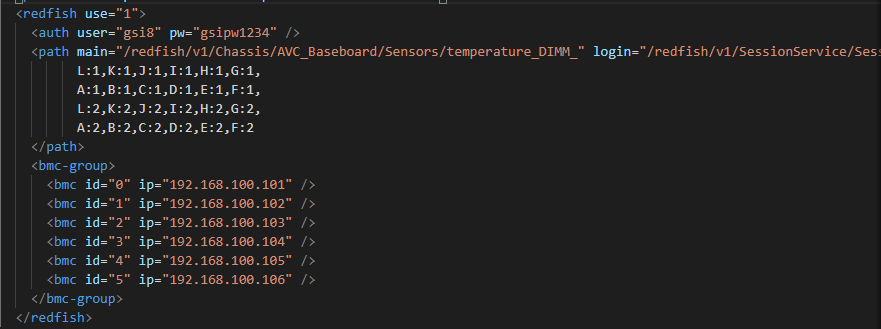 <redfish use="1">
<auth user="gsi8" pw="gsipw1234" />
<path main="/redfish/v1/Chassis/AVC_Baseboard/Sensors/temperature_DIMM_" login="/redfish/v1/SessionService/Ses
L:1,K:1,J:1,I:1,H:1,G:1,
A:1,B:1,C:1,D:1,E:1,F:1,
L:2,K:2,J:2,I:2,H:2,G:2,
A:2,B:2,C:2,D:2,E:2,F:2
</path>
<bmc-group>
<bmc id="0" ip="192.168.100.101" />
<bmc id="1" ip="192.168.100.102" />
<bmc id="2" ip="192.168.100.103" />
<bmc id="3" ip="192.168.100.104" />
<bmc id="4" ip="192.168.100.105" />
<bmc id="5" ip="192.168.100.106" />
</bmc-group>
</redfish>